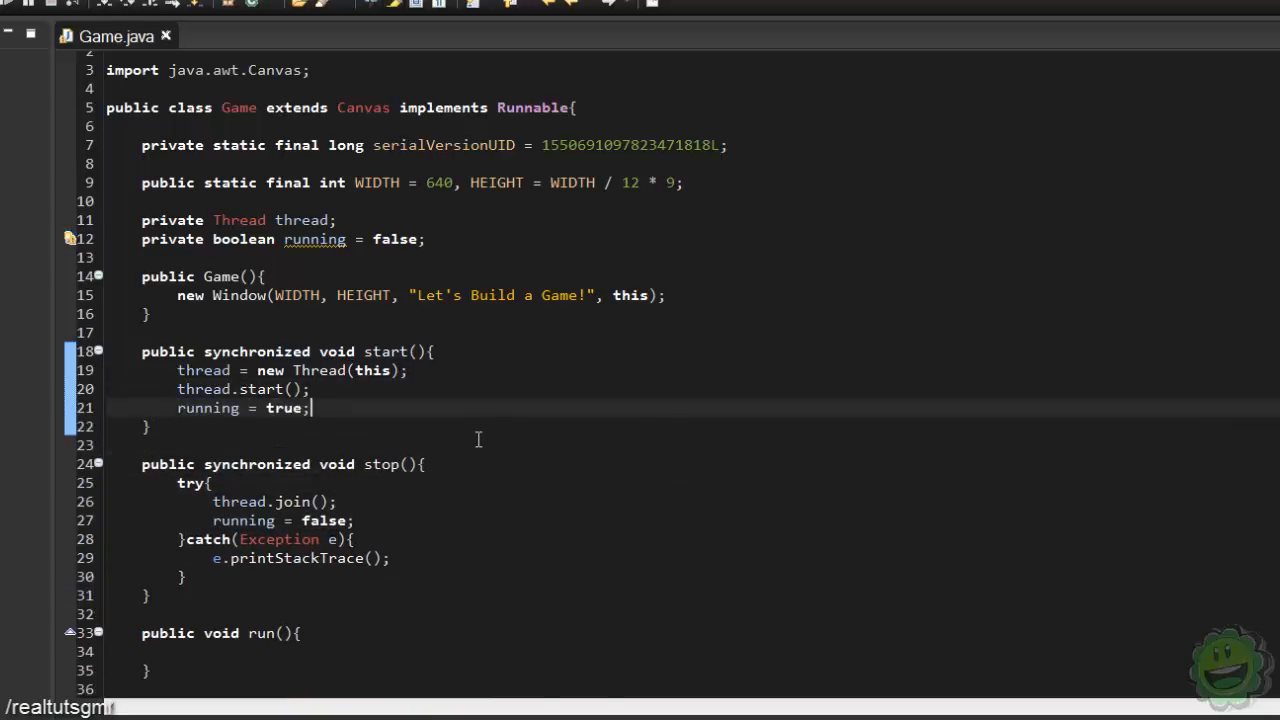 Game.java
2
3 import java.awt.Canvas;
4
5 public class Game extends Canvas implements Runnable{
6
7 private static final long serialVersionUID = 1550691097823471818L;
8
9 public static final int WIDTH = 640, HEIGHT = WIDTH / 12 * 9;
10
11 private Thread thread;
12 private boolean running = false;
13
14 public Game(){
15 new Window(WIDTH, HEIGHT, "Let's Build a Game!", this);
16 }
17
18 public synchronized void start(){
19 thread = new Thread(this);
20 thread.start();
21 running = true;
22 }
23
24 public synchronized void stop(){
25 try{
26 thread.join();
27 running = false;
28 }catch(Exception e){
29 e.printStackTrace();
30 }
31 }
32
33 public void run(){
34
35 }
36
/realtutsgml